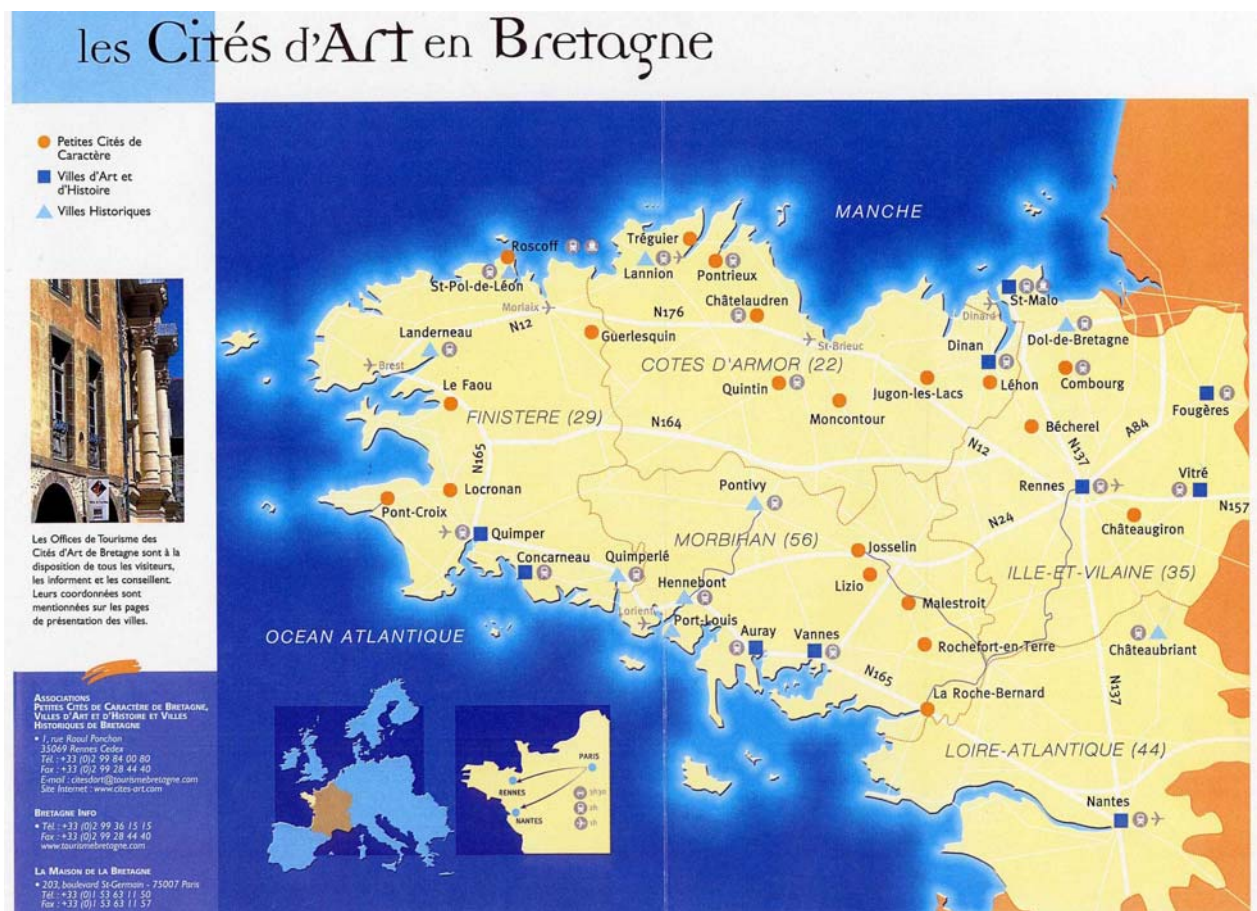 les Cités d'Art en Bretagne
Petites Cités de
Caractère
Villes d'Art et
d'Histoire
Villes Historiques
Les Offices de Tourisme des
Cités d'Art de Bretagne sont à la
disposition de tous les visiteurs,
les informent et les conseillent.
Leurs coordonnées sont
mentionnées sur les pages
de présentation des villes.
ASSOCIATIONS
PETITES CITÉS DE CARACTÈRE DE BRETAGNE,
VILLES D'ART ET D'HISTOIRE ET VILLES
HISTORIQUES DE BRETAGNE
• 1, rue Raoul Ponchon
35069 Rennes Cedex
Tél. : +33 (0)2 99 84 00 80
Fax : +33 (0)2 99 28 44 40
E-mail : citesdart@tourismebretagne.com
Site Internet : www.cites-art.com
BRETAGNE INFO
• Tél. : +33 (0)2 99 36 15 15
Fax : +33 (0)2 99 28 44 40
www.tourismebretagne.com
LA MAISON DE LA BRETAGNE
• 203, boulevard St-Germain - 75007 Paris
Tél. : +33 (0)1 53 63 11 50
Fax : +33 (0)1 53 63 11 57
MANCHE
Roscoff
Tréguier
Lannion
Pontrieux
St-Pol-de-Léon
Châtelaudren
St-Malo
Morlaix
Dinard
N176
N12
Guerlesquin
Landerneau
St-Brieuc
Dinan
Dol-de-Bretagne
Brest
COTES D'ARMOR (22)
Le Faou
Quintin
Jugon-les-Lacs
Léhon
Combourg
FINISTERE (29)
Moncontour
Fougères
N164
Bécherel
A84
N12
N137
N165
Locronan
Pontivy
Rennes
Vitré
Pont-Croix
N157
N24
Châteaugiron
Quimper
MORBIHAN (56)
Josselin
Concarneau
Quimperlé
ILLE-ET-VILAINE (35)
Hennebont
Lizio
Malestroit
Lorient
Port-Louis
OCEAN ATLANTIQUE
Auray
Vannes
Rochefort-en-Terre
Châteaubriant
N165
La Roche-Bernard
N137
LOIRE-ATLANTIQUE (44)
Nantes
PARIS
RENNES
NANTES
3h30
2h
1h